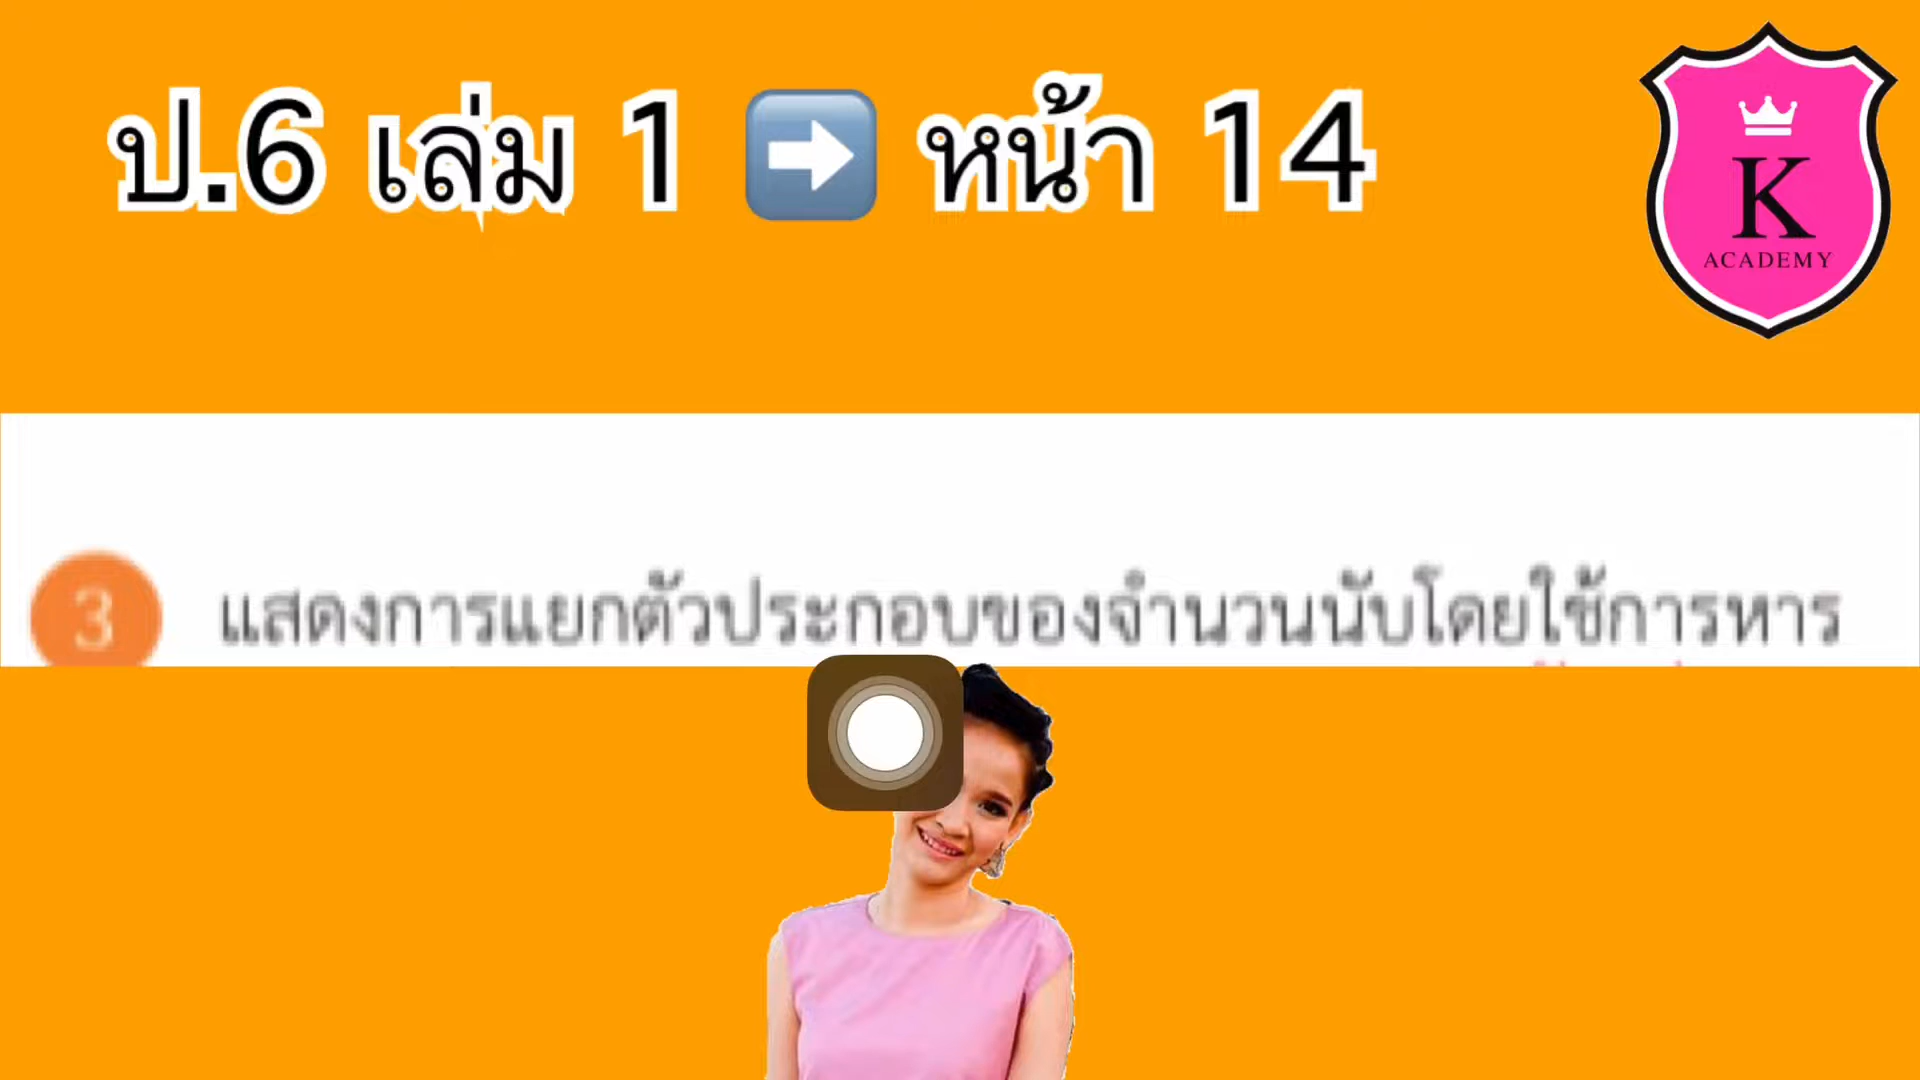 ป.6 เล่ม 1 ➡️ หน้า 14
K
ACADEMY
3 แสดงการแยกตัวประกอบของจำนวนนับโดยใช้การหาร